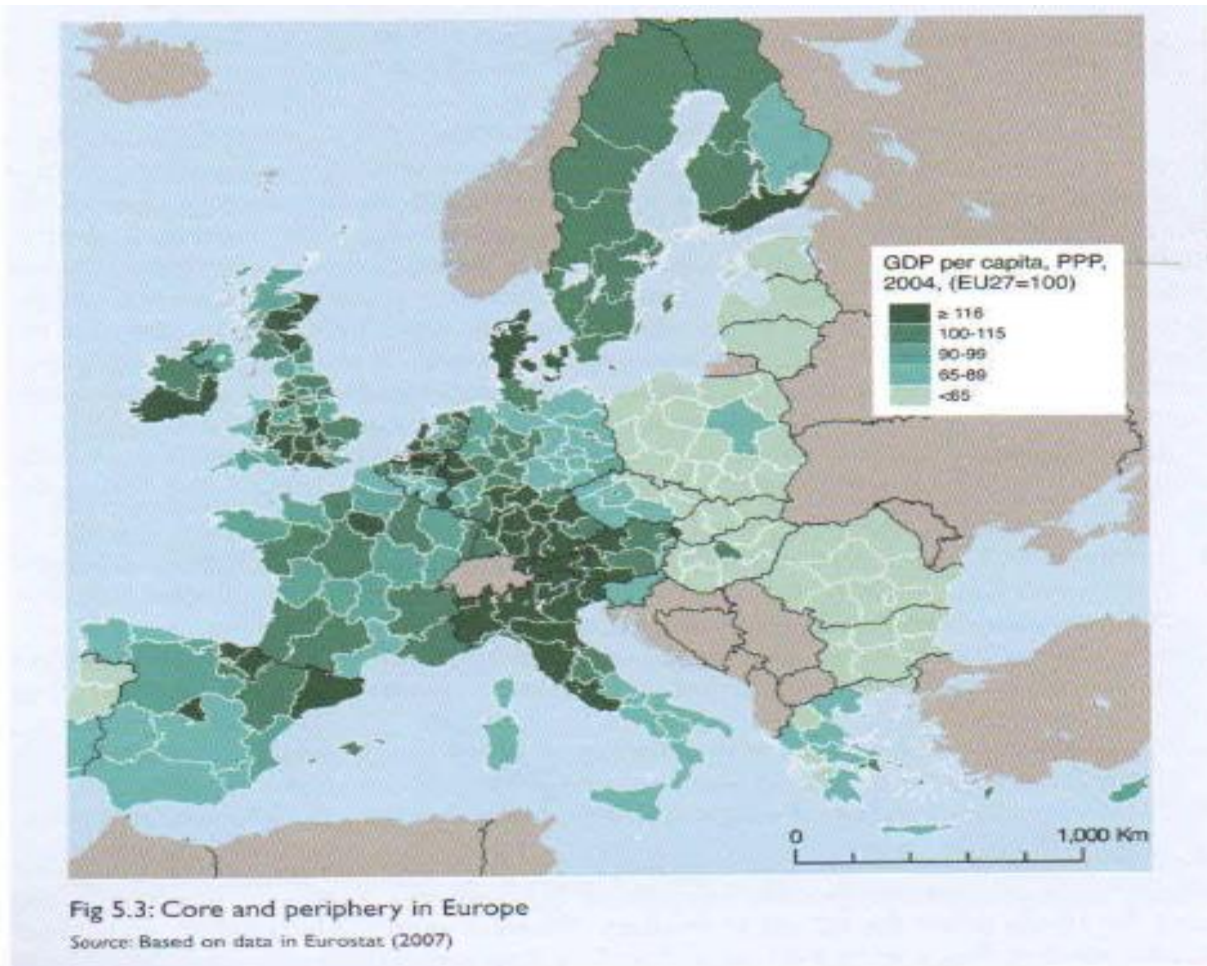 GDP per capita, PPP,
2004, (EU27=100)
≥ 116
100-115
90-99
65-89
<65
0 1,000 Km
Fig 5.3: Core and periphery in Europe
Source: Based on data in Eurostat (2007)